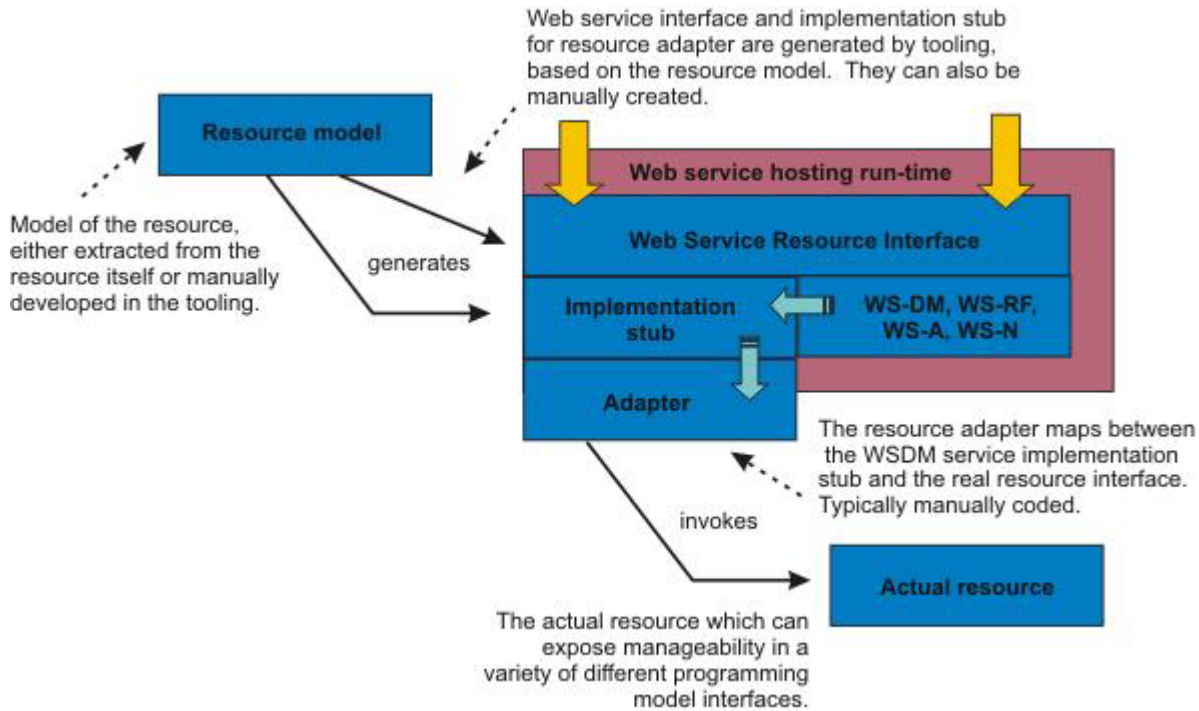 Web service interface and implementation stub
for resource adapter are generated by tooling,
based on the resource model.  They can also be
manually created.
Resource model
Web service hosting run-time
Model of the resource,
either extracted from the
resource itself or manually
developed in the tooling.
Web Service Resource Interface
generates
Implementation
stub
WS-DM, WS-RF,
WS-A, WS-N
Adapter
The resource adapter maps between
the WSDM service implementation
stub and the real resource interface.
Typically manually coded.
invokes
Actual resource
The actual resource which can
expose manageability in a
variety of different programming
model interfaces.